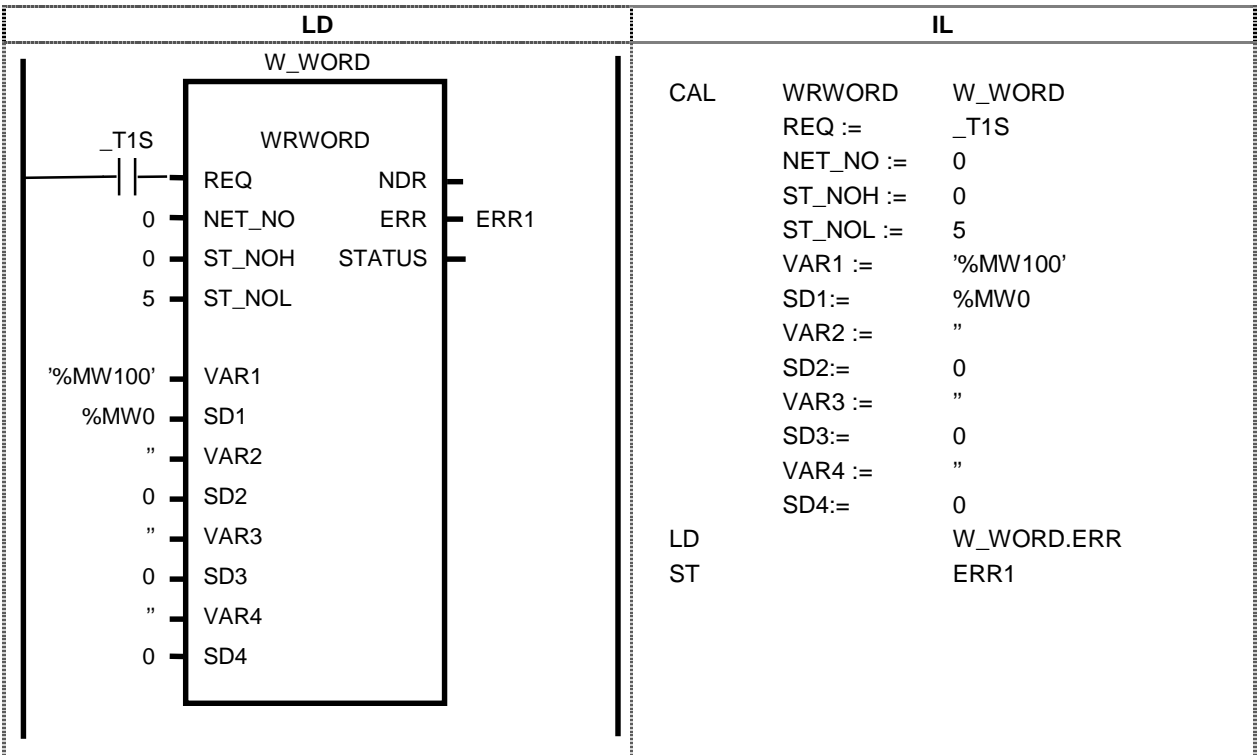 LD
IL
W_WORD
_T1S
WRWORD
REQ NDR
0 NET_NO ERR ERR1
0 ST_NOH STATUS
5 ST_NOL
'%MW100' VAR1
%MW0 SD1
" VAR2
0 SD2
" VAR3
0 SD3
" VAR4
0 SD4
CAL WRWORD W_WORD
REQ := _T1S
NET_NO := 0
ST_NOH := 0
ST_NOL := 5
VAR1 := '%MW100'
SD1:= %MW0
VAR2 := "
SD2:= 0
VAR3 := "
SD3:= 0
VAR4 := "
SD4:= 0
LD W_WORD.ERR
ST ERR1